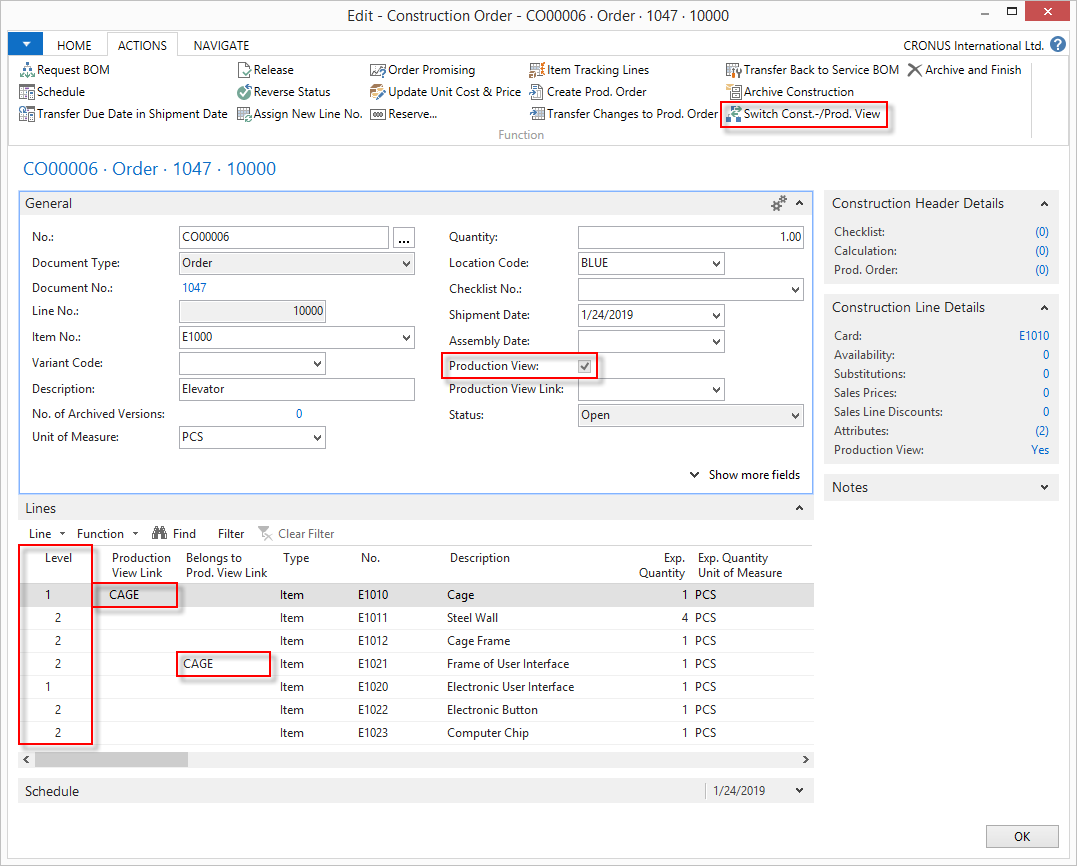 Edit - Construction Order - CO00006 · Order · 1047 · 10000
HOME ACTIONS NAVIGATE CRONUS International Ltd. ?
Request BOM Release Order Promising Item Tracking Lines Transfer Back to Service BOM Archive and Finish
Schedule Reverse Status Update Unit Cost & Price Create Prod. Order Archive Construction
Transfer Due Date in Shipment Date Assign New Line No. Reserve... Transfer Changes to Prod. Order Switch Const.-/Prod. View
Function
CO00006 · Order · 1047 · 10000
General
No.: CO00006 ... Quantity: 1.00
Document Type: Order Location Code: BLUE
Document No.: 1047 Checklist No.:
Line No.: 10000 Shipment Date: 1/24/2019
Item No.: E1000 Assembly Date:
Variant Code: Production View:
Description: Elevator Production View Link:
No. of Archived Versions: 0 Status: Open
Unit of Measure: PCS
Show more fields
Construction Header Details
Checklist: (0)
Calculation: (0)
Prod. Order: (0)
Construction Line Details
Card: E1010
Availability: 0
Substitutions: 0
Sales Prices: 0
Sales Line Discounts: 0
Attributes: (2)
Production View: Yes
Notes
Lines
Line Function Find Filter Clear Filter
Level Production Belongs to Type No. Description Exp. Exp. Quantity
View Link Prod. View Link Quantity Unit of Measure
1 CAGE Item E1010 Cage 1 PCS
2 Item E1011 Steel Wall 4 PCS
2 Item E1012 Cage Frame 1 PCS
2 CAGE Item E1021 Frame of User Interface 1 PCS
1 Item E1020 Electronic User Interface 1 PCS
2 Item E1022 Electronic Button 1 PCS
2 Item E1023 Computer Chip 1 PCS
Schedule 1/24/2019
OK